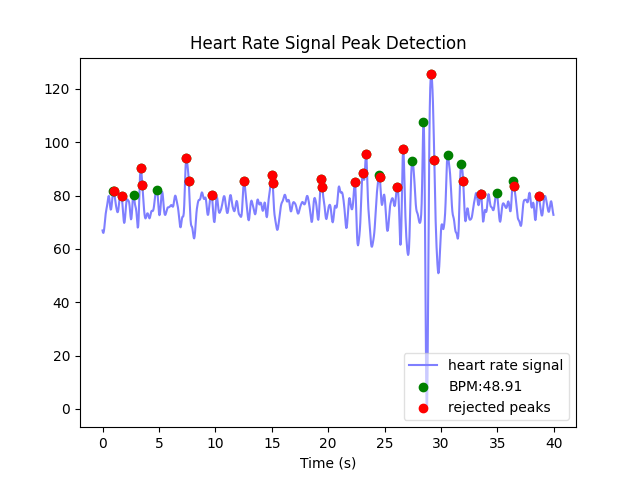 Heart Rate Signal Peak Detection
120
100
80
60
40
20
0
0 5 10 15 20 25 30 35 40
Time (s)
heart rate signal
BPM:48.91
rejected peaks